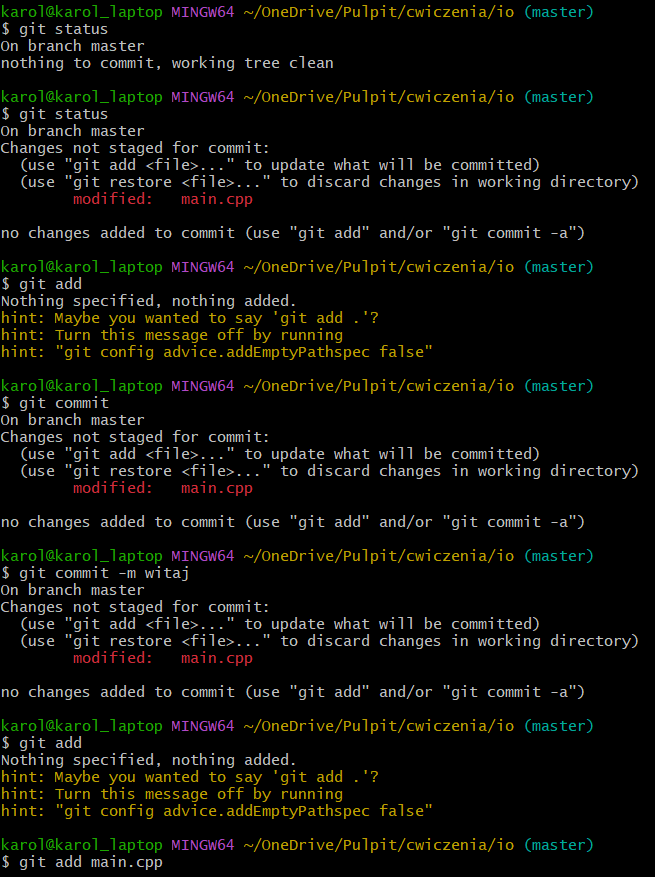 karol@karol_laptop MINGW64 ~/OneDrive/Pulpit/cwiczenia/io (master)
$ git status
On branch master
nothing to commit, working tree clean

karol@karol_laptop MINGW64 ~/OneDrive/Pulpit/cwiczenia/io (master)
$ git status
On branch master
Changes not staged for commit:
  (use "git add <file>..." to update what will be committed)
  (use "git restore <file>..." to discard changes in working directory)
        modified:   main.cpp

no changes added to commit (use "git add" and/or "git commit -a")

karol@karol_laptop MINGW64 ~/OneDrive/Pulpit/cwiczenia/io (master)
$ git add
Nothing specified, nothing added.
hint: Maybe you wanted to say 'git add .'?
hint: Turn this message off by running
hint: "git config advice.addEmptyPathspec false"

karol@karol_laptop MINGW64 ~/OneDrive/Pulpit/cwiczenia/io (master)
$ git commit
On branch master
Changes not staged for commit:
  (use "git add <file>..." to update what will be committed)
  (use "git restore <file>..." to discard changes in working directory)
        modified:   main.cpp

no changes added to commit (use "git add" and/or "git commit -a")

karol@karol_laptop MINGW64 ~/OneDrive/Pulpit/cwiczenia/io (master)
$ git commit -m witaj
On branch master
Changes not staged for commit:
  (use "git add <file>..." to update what will be committed)
  (use "git restore <file>..." to discard changes in working directory)
        modified:   main.cpp

no changes added to commit (use "git add" and/or "git commit -a")

karol@karol_laptop MINGW64 ~/OneDrive/Pulpit/cwiczenia/io (master)
$ git add
Nothing specified, nothing added.
hint: Maybe you wanted to say 'git add .'?
hint: Turn this message off by running
hint: "git config advice.addEmptyPathspec false"

karol@karol_laptop MINGW64 ~/OneDrive/Pulpit/cwiczenia/io (master)
$ git add main.cpp